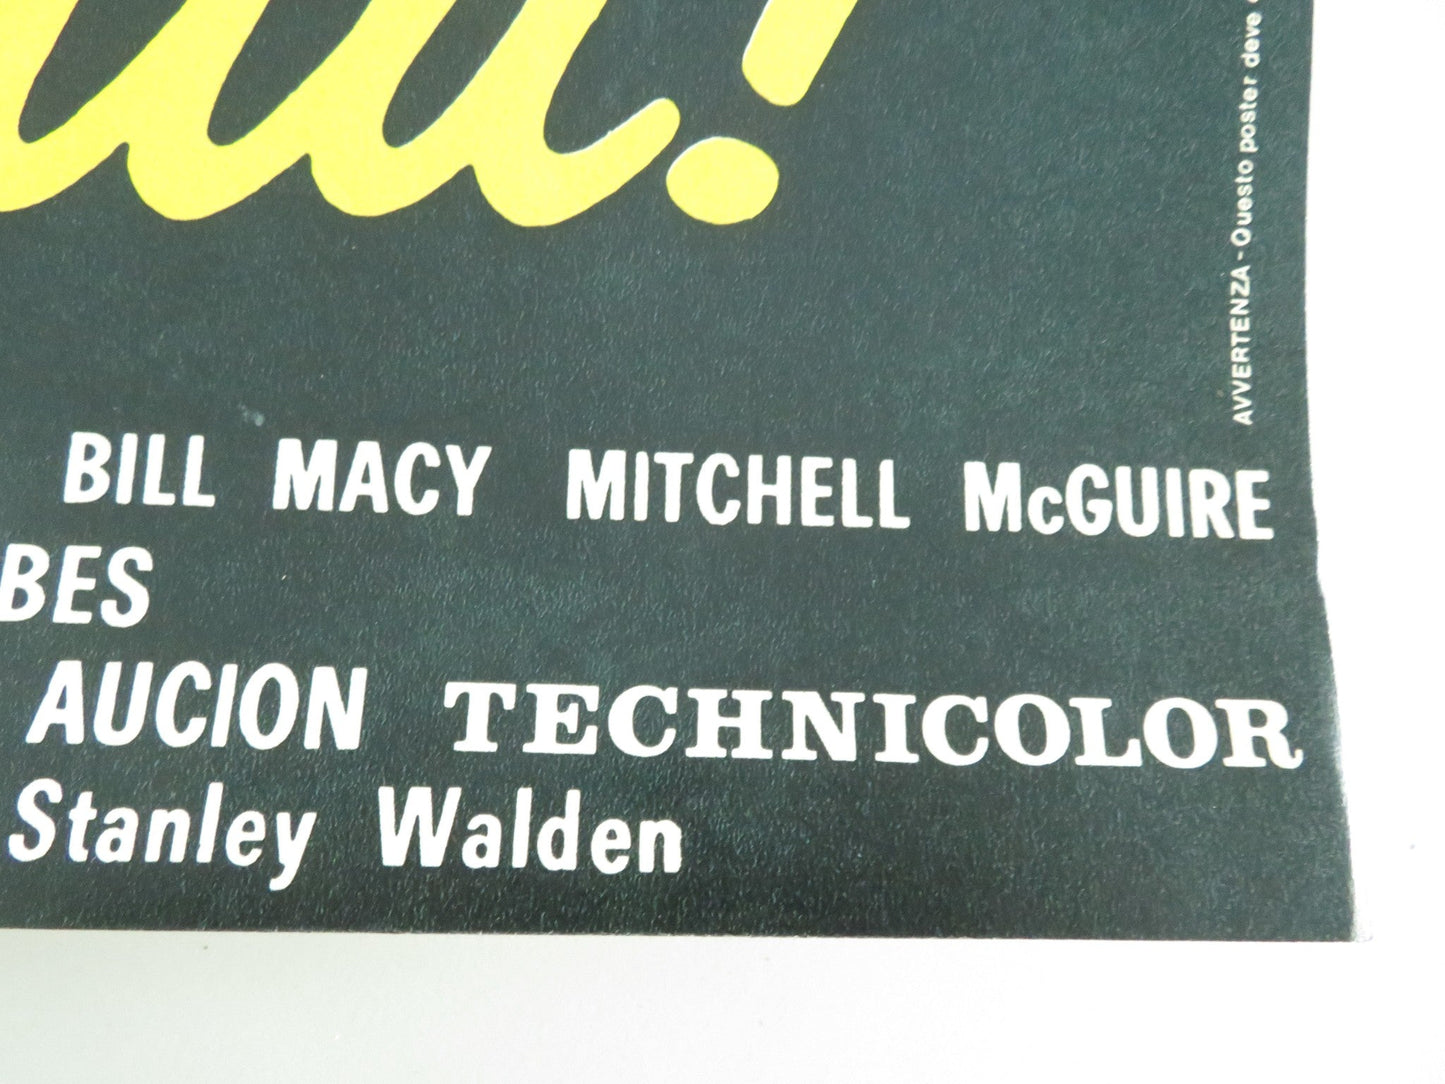 !
BILL MACY MITCHELL McGUIRE
BES
AUCION TECHNICOLOR
Stanley Walden
AVVERTENZA - Questo poster deve